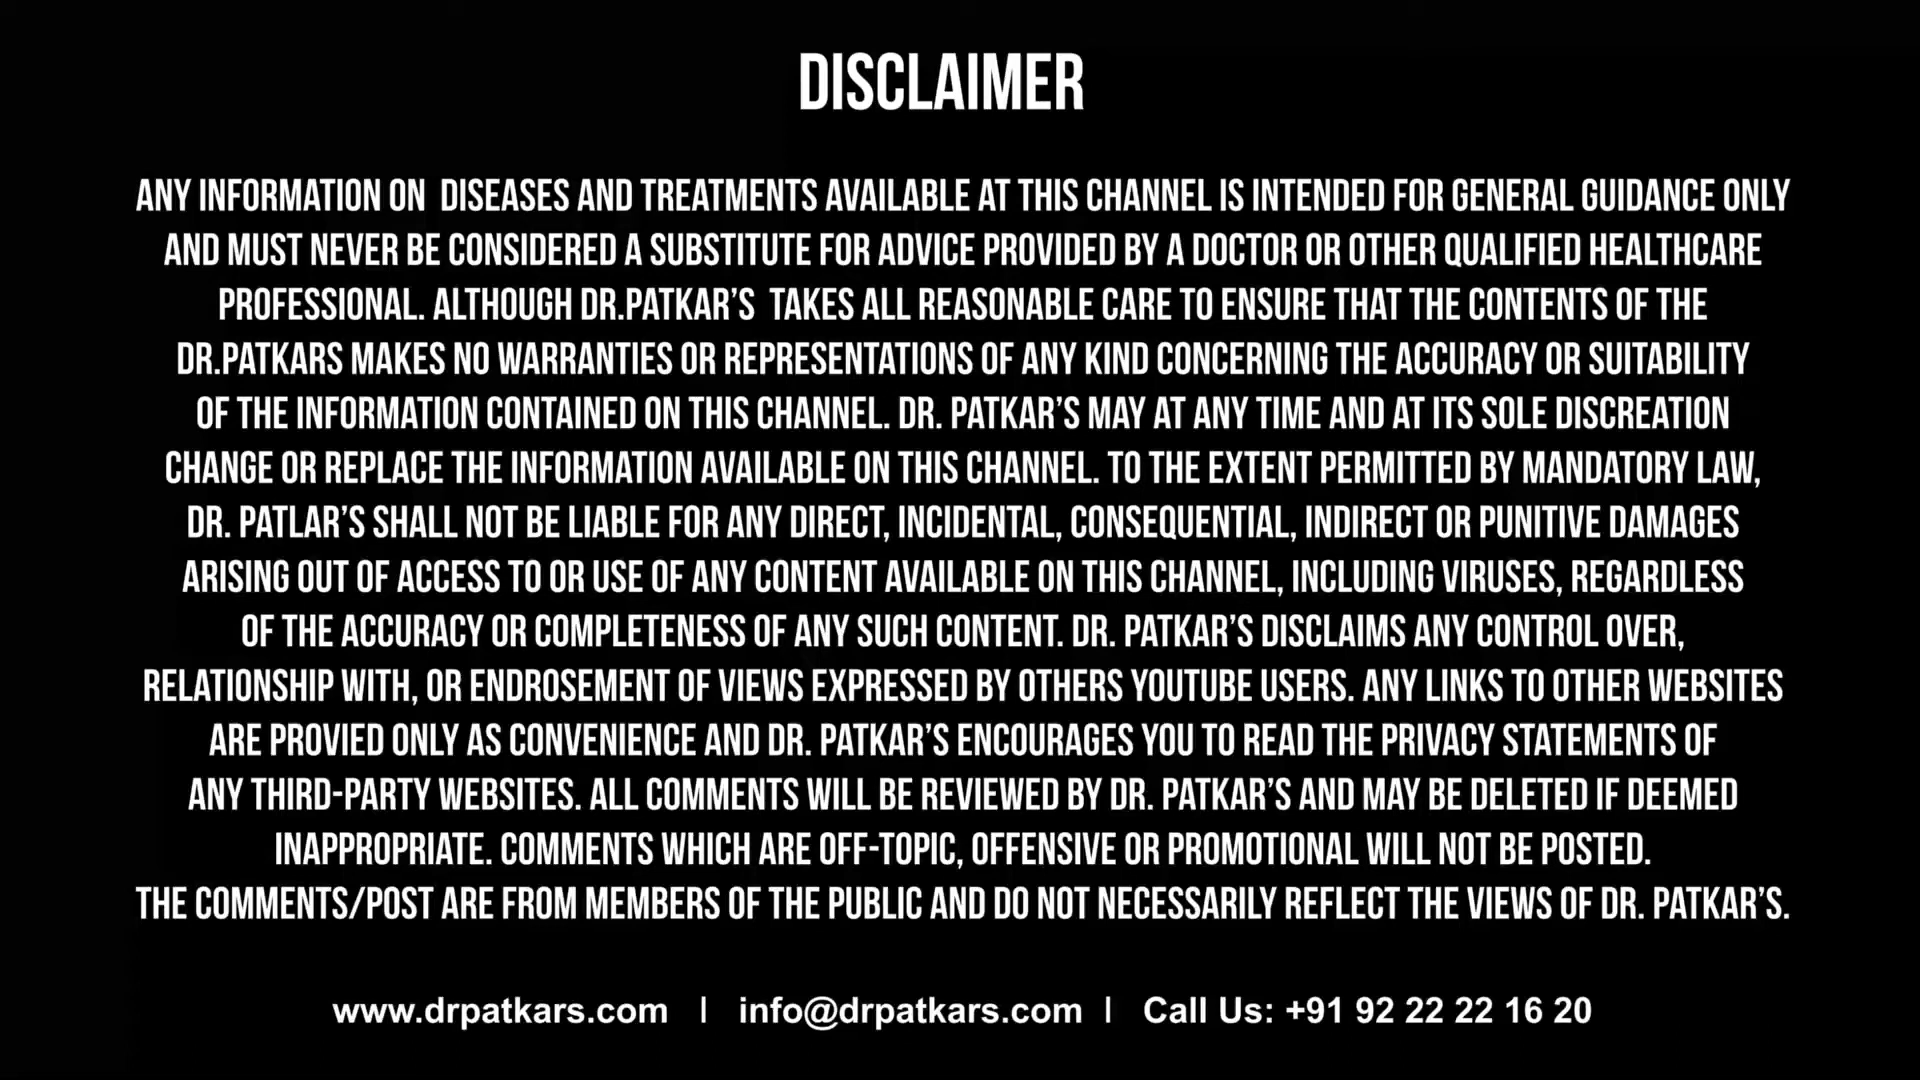 DISCLAIMER
ANY INFORMATION ON DISEASES AND TREATMENTS AVAILABLE AT THIS CHANNEL IS INTENDED FOR GENERAL GUIDANCE ONLY
AND MUST NEVER BE CONSIDERED A SUBSTITUTE FOR ADVICE PROVIDED BY A DOCTOR OR OTHER QUALIFIED HEALTHCARE
PROFESSIONAL. ALTHOUGH DR.PATKAR'S TAKES ALL REASONABLE CARE TO ENSURE THAT THE CONTENTS OF THE
DR.PATKARS MAKES NO WARRANTIES OR REPRESENTATIONS OF ANY KIND CONCERNING THE ACCURACY OR SUITABILITY
OF THE INFORMATION CONTAINED ON THIS CHANNEL. DR. PATKAR'S MAY AT ANY TIME AND AT ITS SOLE DISCREATION
CHANGE OR REPLACE THE INFORMATION AVAILABLE ON THIS CHANNEL. TO THE EXTENT PERMITTED BY MANDATORY LAW,
DR. PATLAR'S SHALL NOT BE LIABLE FOR ANY DIRECT, INCIDENTAL, CONSEQUENTIAL, INDIRECT OR PUNITIVE DAMAGES
ARISING OUT OF ACCESS TO OR USE OF ANY CONTENT AVAILABLE ON THIS CHANNEL, INCLUDING VIRUSES, REGARDLESS
OF THE ACCURACY OR COMPLETENESS OF ANY SUCH CONTENT. DR. PATKAR'S DISCLAIMS ANY CONTROL OVER,
RELATIONSHIP WITH, OR ENDROSEMENT OF VIEWS EXPRESSED BY OTHERS YOUTUBE USERS. ANY LINKS TO OTHER WEBSITES
ARE PROVIED ONLY AS CONVENIENCE AND DR. PATKAR'S ENCOURAGES YOU TO READ THE PRIVACY STATEMENTS OF
ANY THIRD-PARTY WEBSITES. ALL COMMENTS WILL BE REVIEWED BY DR. PATKAR'S AND MAY BE DELETED IF DEEMED
INAPPROPRIATE. COMMENTS WHICH ARE OFF-TOPIC, OFFENSIVE OR PROMOTIONAL WILL NOT BE POSTED.
THE COMMENTS/POST ARE FROM MEMBERS OF THE PUBLIC AND DO NOT NECESSARILY REFLECT THE VIEWS OF DR. PATKAR'S.
www.drpatkars.com | info@drpatkars.com | Call Us: +91 92 22 22 16 20